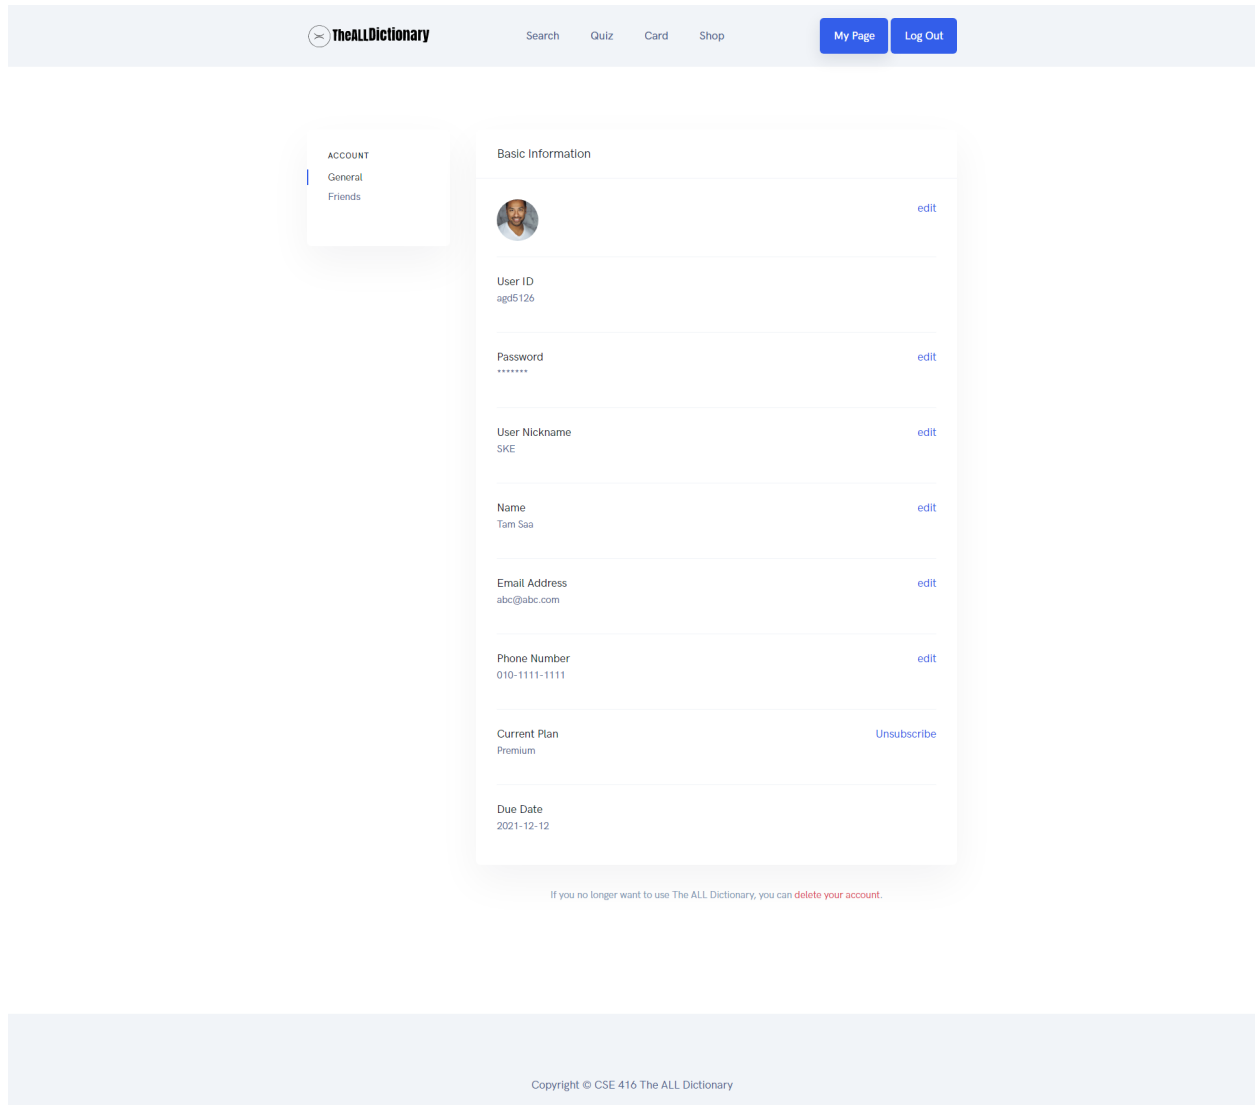 TheALLDictionary
Search Quiz Card Shop
My Page Log Out
ACCOUNT
General
Friends
Basic Information
edit
User ID
agd5126
Password edit
*******
User Nickname edit
SKE
Name edit
Tam Saa
Email Address edit
abc@abc.com
Phone Number edit
010-1111-1111
Current Plan Unsubscribe
Premium
Due Date
2021-12-12
If you no longer want to use The ALL Dictionary, you can delete your account.
Copyright © CSE 416 The ALL Dictionary